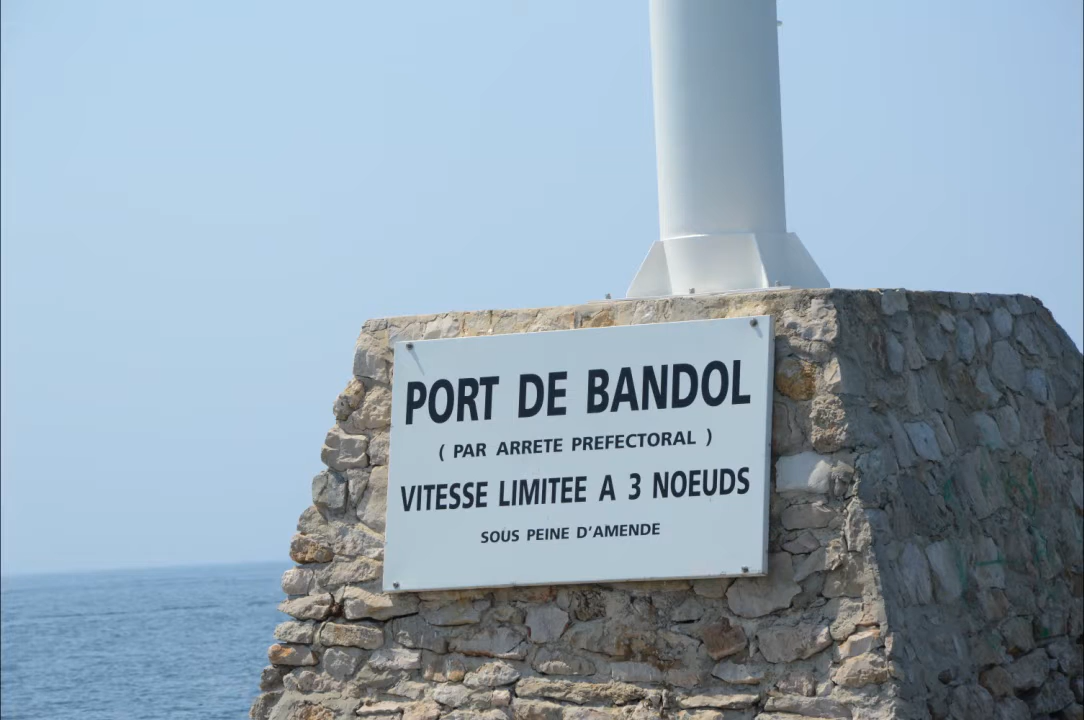 PORT DE BANDOL
( PAR ARRETE PREFECTORAL )
VITESSE LIMITEE A 3 NOEUDS
SOUS PEINE D'AMENDE